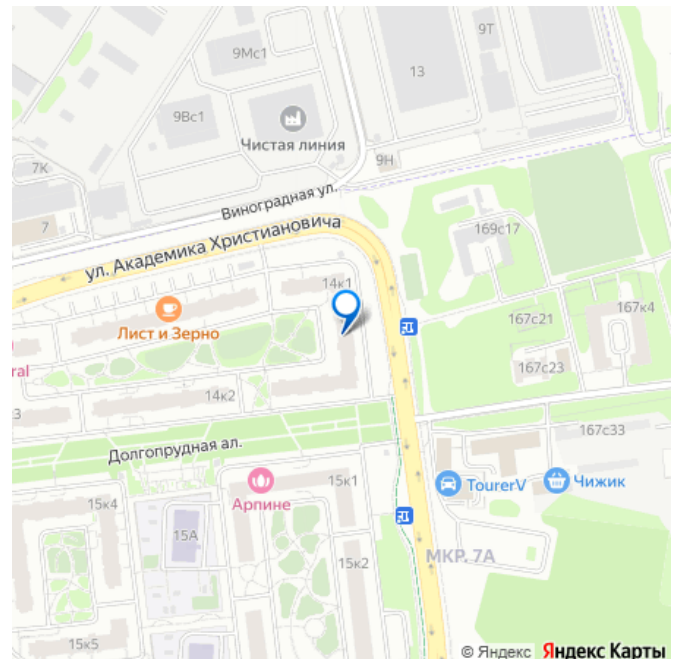 9Т
9Мс1
13
9Вс1
Чистая линия
7К
9Н
Виноградная ул.
7
169с17
ул. Академика Христиановича
14к1
167к4
Лист и Зерно
167с21
ral
167с23
14к2
3
167с33
Долгопрудная ал.
15к1
TourerV
Чижик
Арпине
15к4
15А
МКР. 7А
15к2
15к5
© Яндекс Яндекс Карты